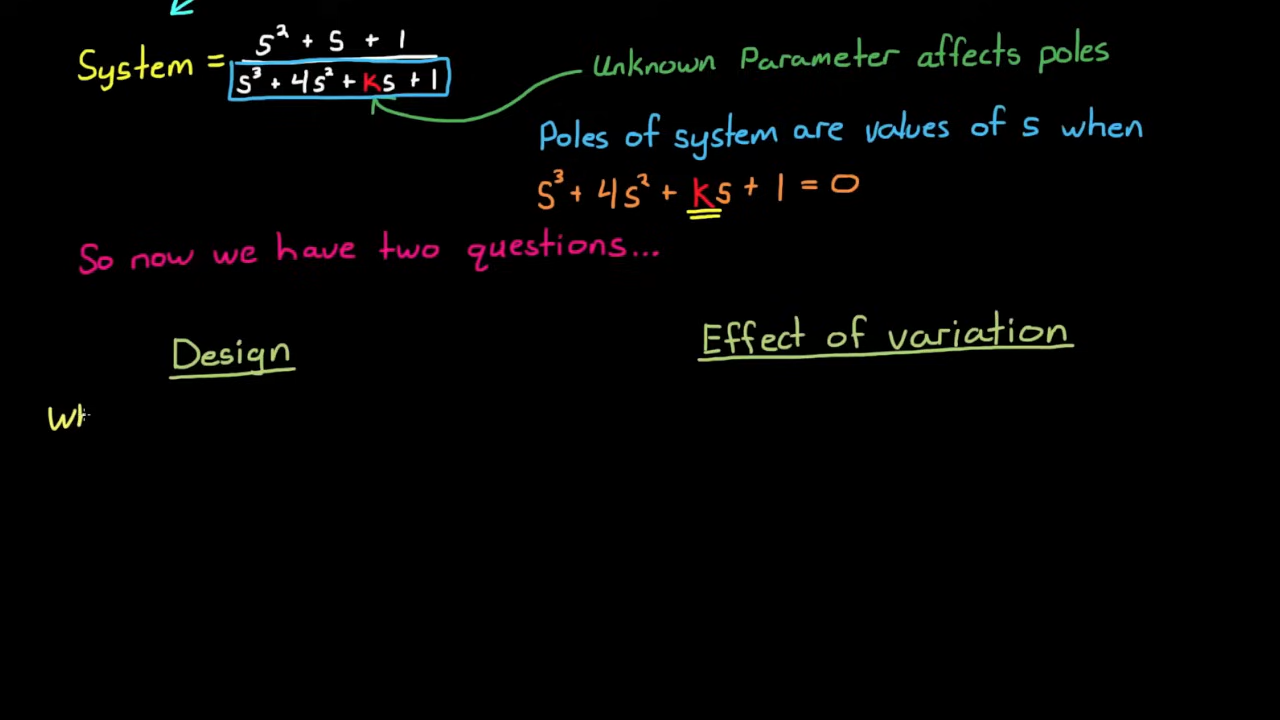 System = s² + s + 1 / s³ + 4s² + ks + 1
Unknown Parameter affects poles
Poles of system are values of s when
s³ + 4s² + ks + 1 = 0
So now we have two questions...
Design
Effect of variation
Wh